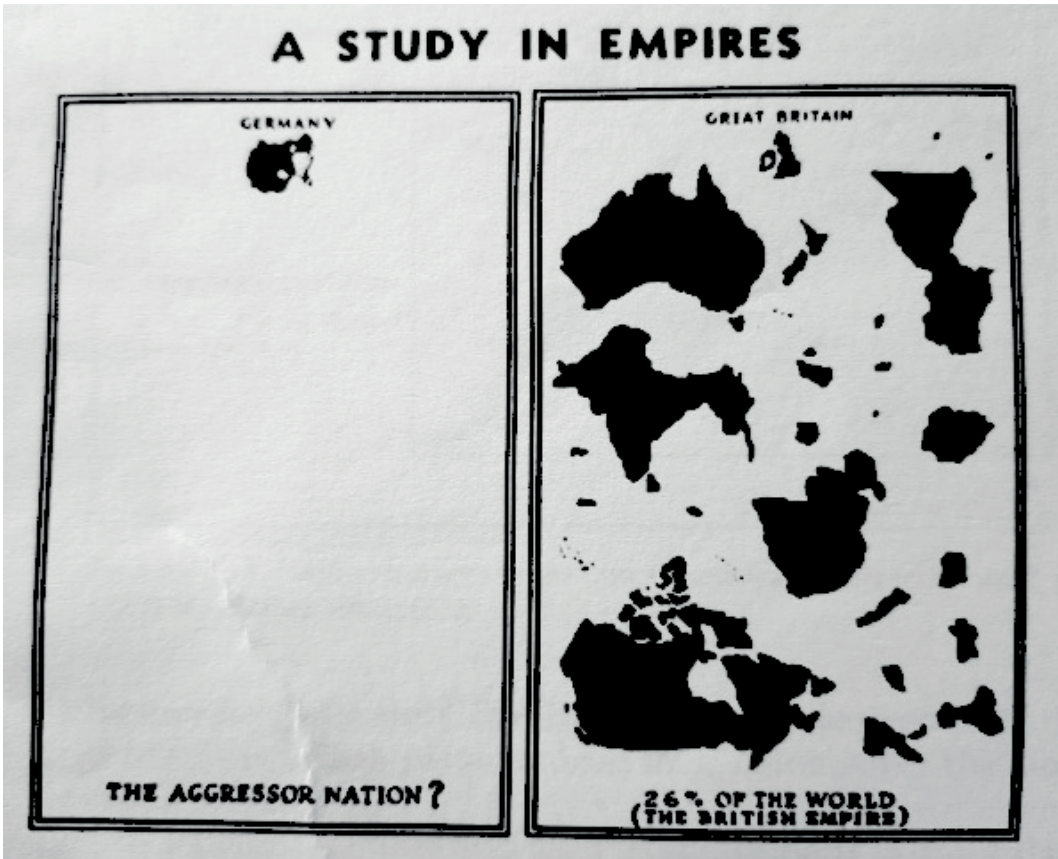 A STUDY IN EMPIRES
GERMANY
THE AGGRESSOR NATION?
GREAT BRITAIN
26% OF THE WORLD
(THE BRITISH EMPIRE)